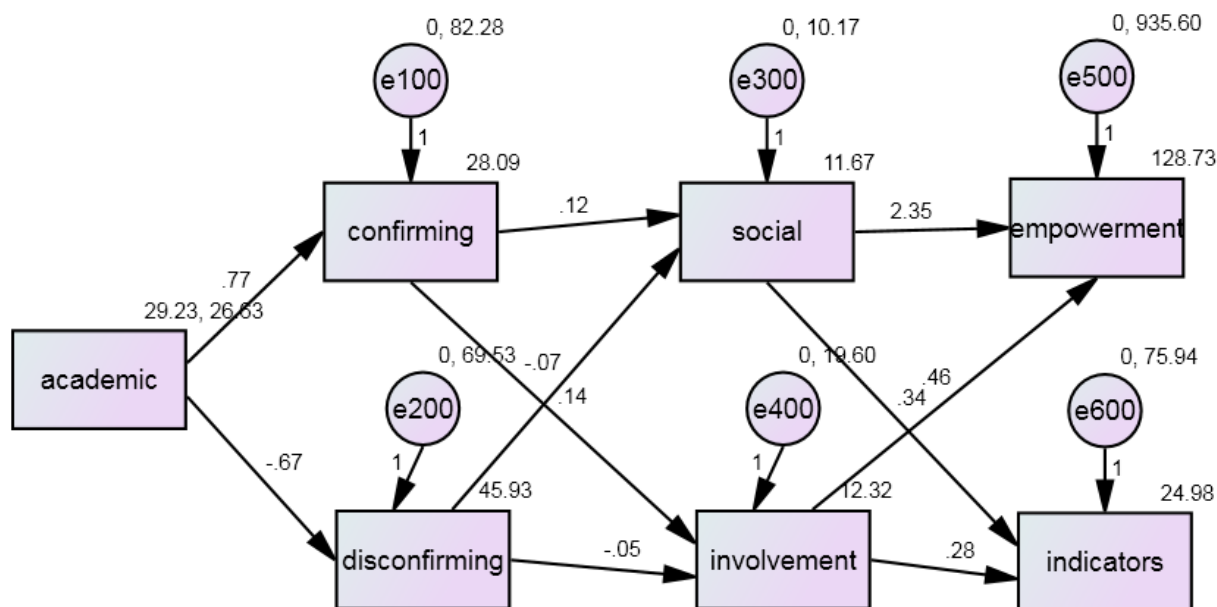 0, 82.28
0, 10.17
0, 935.60
e100
e300
e500
1
1
1
28.09
11.67
128.73
confirming
.12
social
2.35
empowerment
.77
29.23, 26.63
academic
0, 69.53
-.07
0, 19.60
.46
0, 75.94
e200
.14
e400
.34
e600
-.67
1
1
1
45.93
12.32
24.98
disconfirming
-.05
involvement
.28
indicators